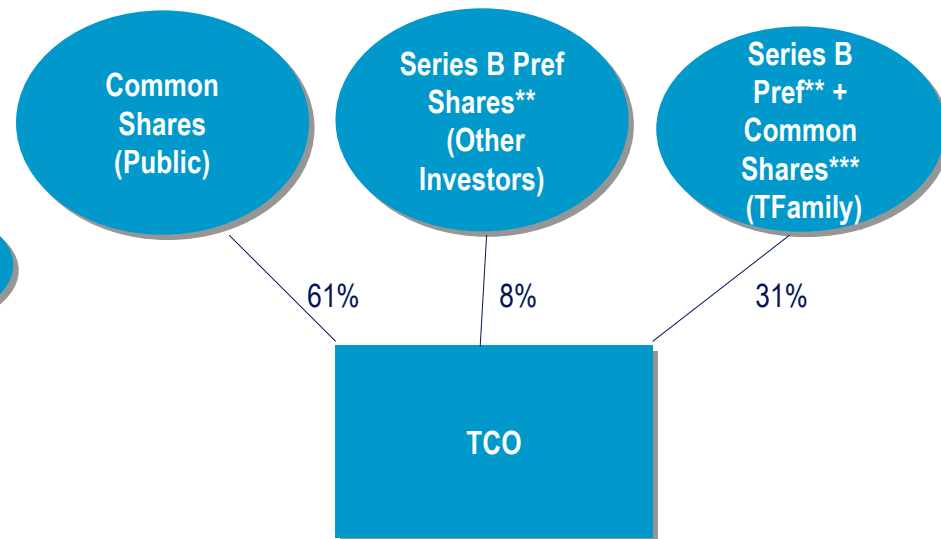 Common
Shares
(Public)
Series B Pref
Shares**
(Other
Investors)
Series B
Pref** +
Common
Shares***
(TFamily)
61%
8%
31%
TCO